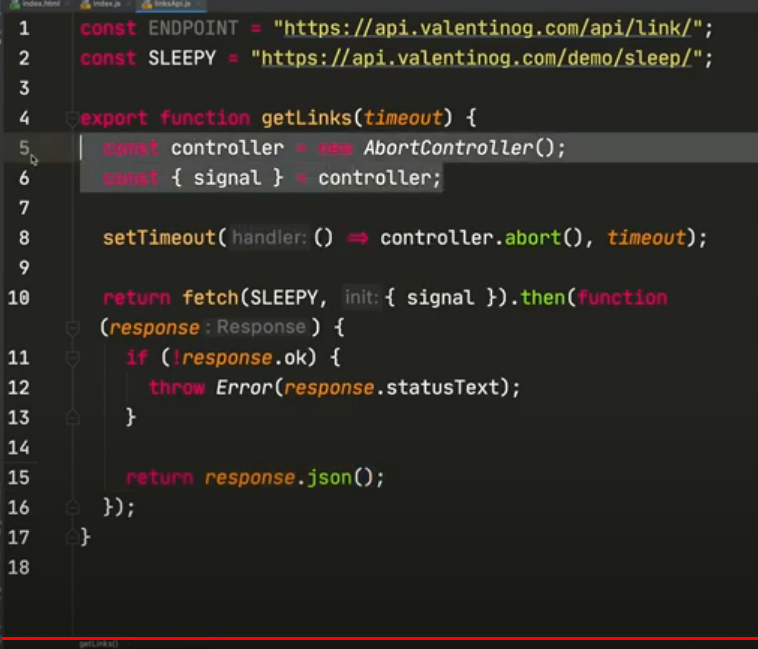 index.html index.js linksApi.js
1 const ENDPOINT = "https://api.valentinog.com/api/link/";
2 const SLEEPY = "https://api.valentinog.com/demo/sleep/";
3
4 export function getLinks(timeout) {
5 const controller = new AbortController();
6 const { signal } = controller;
7
8 setTimeout( handler: () => controller.abort(), timeout);
9
10 return fetch(SLEEPY, init: { signal }).then(function
(response : Response ) {
11 if (!response.ok) {
12 throw Error(response.statusText);
13 }
14
15 return response.json();
16 });
17 }
18
getLinks()